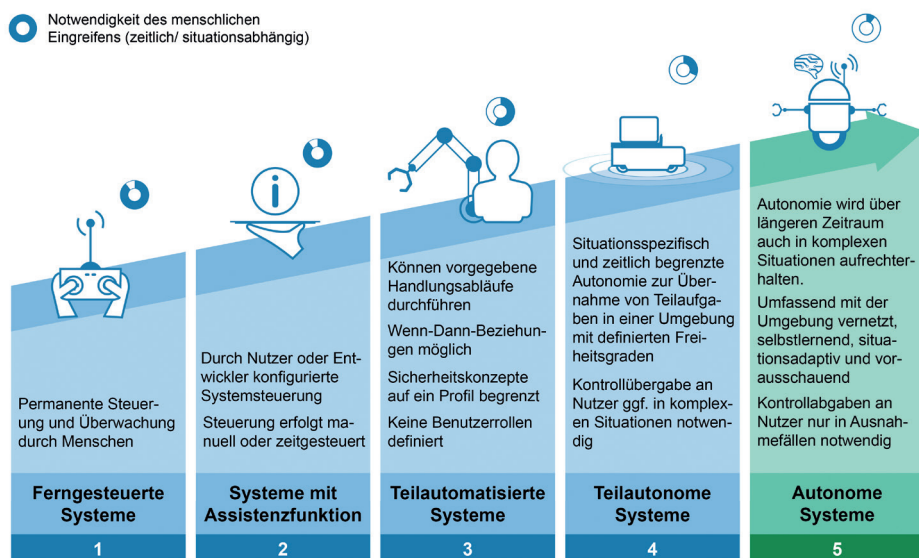 Notwendigkeit des menschlichen
Eingreifens (zeitlich/ situationsabhängig)
Permanente Steuer-
ung und Überwachung
durch Menschen
Ferngesteuerte
Systeme
1
Durch Nutzer oder Ent-
wickler konfigurierte
Systemsteuerung
Steuerung erfolgt ma-
nuell oder zeitgesteuert
Systeme mit
Assistenzfunktion
2
Können vorgegebene
Handlungsabläufe
durchführen
Wenn-Dann-Beziehun-
gen möglich
Sicherheitskonzepte
auf ein Profil begrenzt
Keine Benutzerrollen
definiert
Teilautomatisierte
Systeme
3
Situationsspezifisch
und zeitlich begrenzte
Autonomie zur Über-
nahme von Teilaufga-
ben in einer Umgebung
mit definierten Frei-
heitsgraden
Kontrollübergabe an
Nutzer ggf. in komplex-
en Situationen notwen-
dig
Teilautonome
Systeme
4
Autonomie wird über
längeren Zeitraum
auch in komplexen
Situationen aufrechter-
halten.
Umfassend mit der
Umgebung vernetzt,
selbstlernend, situa-
tionsadaptiv und vor-
ausschauend
Kontrollabgaben an
Nutzer nur in Ausnah-
mefällen notwendig
Autonome
Systeme
5